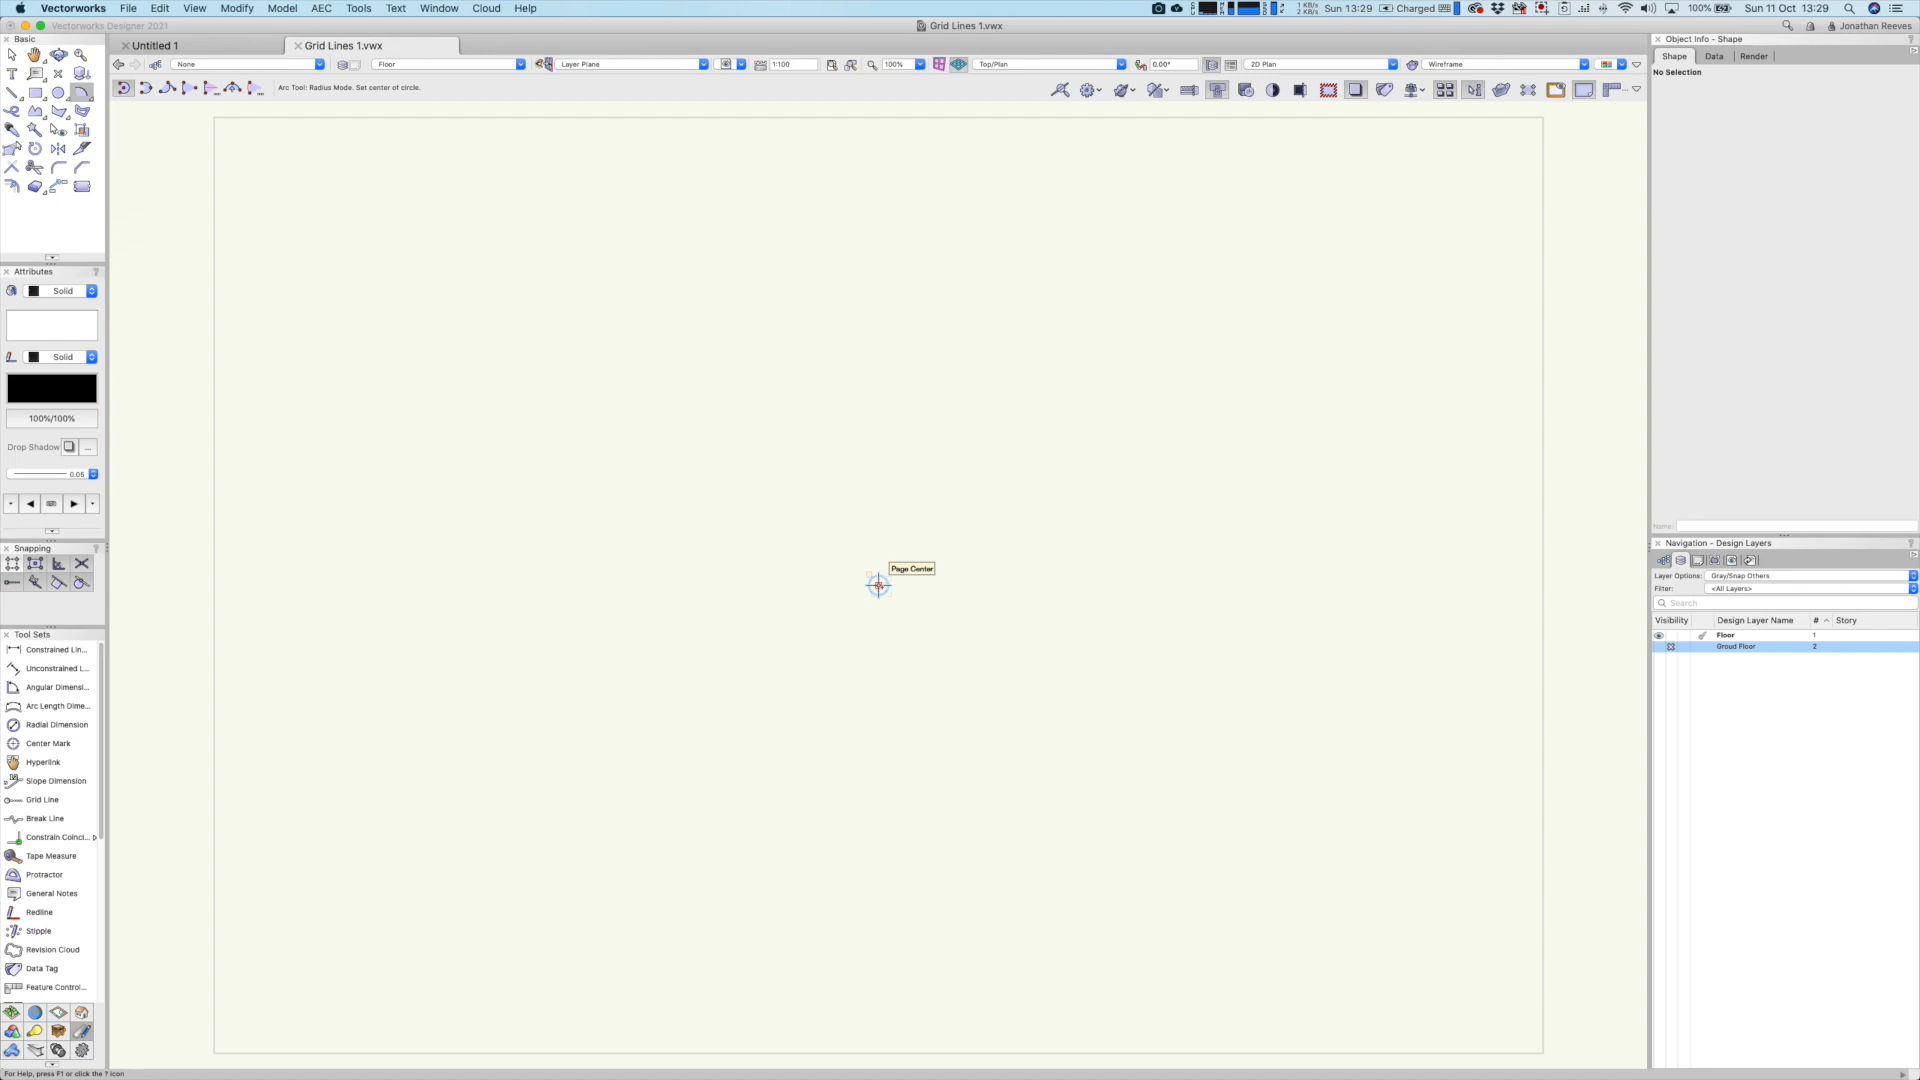 Vectorworks File Edit View Modify Model AEC Tools Text Window Cloud Help
1 KB/s
2 KB/s
Sun 13:29
Charged
100%
Sun 11 Oct 13:29
Vectorworks Designer 2021
Grid Lines 1.vwx
Jonathan Reeves
Basic
Untitled 1
Grid Lines 1.vwx
None
Floor
Layer Plane
1:100
100%
Top/Plan
0.00°
2D Plan
Wireframe
Arc Tool: Radius Mode. Set center of circle.
Attributes
Solid
Solid
100%/100%
Drop Shadow
...
0.05
Snapping
Tool Sets
Constrained Lin...
Unconstrained L...
Angular Dimensi...
Arc Length Dime...
Radial Dimension
Center Mark
Hyperlink
Slope Dimension
Grid Line
Break Line
Constrain Coinci...
Tape Measure
Protractor
General Notes
Redline
Stipple
Revision Cloud
Data Tag
Feature Control...
For Help, press F1 or click the ? icon
Page Center
Object Info - Shape
Shape Data Render
No Selection
Name:
Navigation - Design Layers
Layer Options: Gray/Snap Others
Filter: <All Layers>
Search
Visibility Design Layer Name # Story
Floor 1
Groud Floor 2